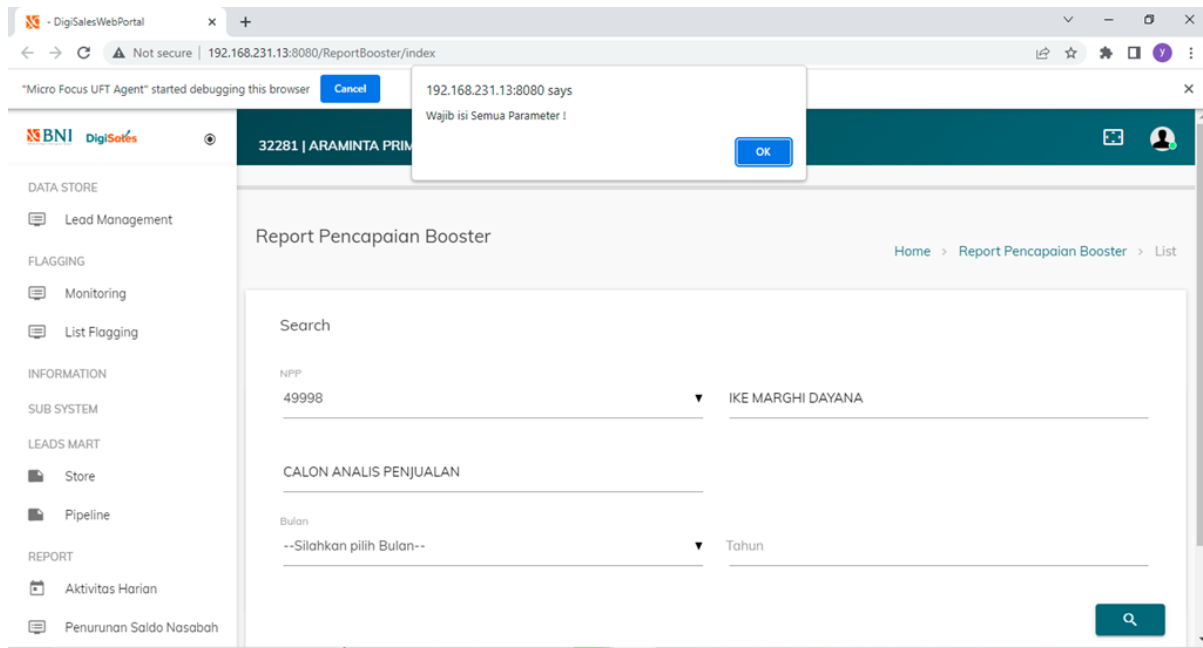 - DigiSalesWebPortal
Not secure | 192.168.231.13:8080/ReportBooster/index
"Micro Focus UFT Agent" started debugging this browser Cancel
192.168.231.13:8080 says
Wajib isi Semua Parameter !
OK
BNI DigiSales
32281 | ARAMINTA PRIM
DATA STORE
Lead Management
FLAGGING
Monitoring
List Flagging
INFORMATION
SUB SYSTEM
LEADS MART
Store
Pipeline
REPORT
Aktivitas Harian
Penurunan Saldo Nasabah
Report Pencapaian Booster
Home > Report Pencapaian Booster > List
Search
NPP
49998 IKE MARGHI DAYANA
CALON ANALIS PENJUALAN
Bulan
--Silahkan pilih Bulan-- Tahun